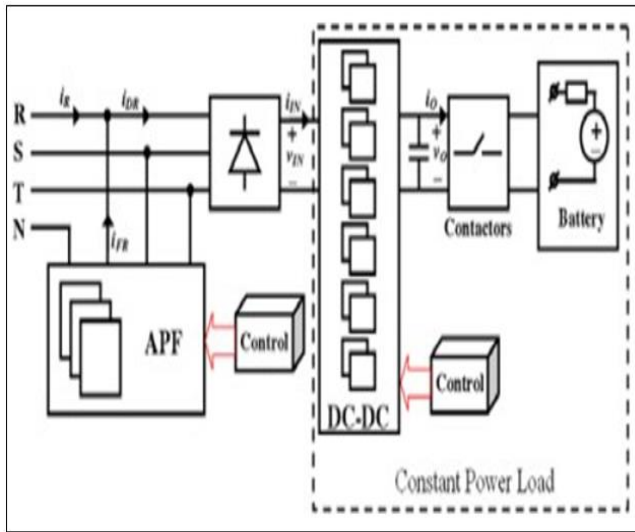 R
S
T
N
iR
iDR
iFR
iIN
+
vIN
−
iO
+
vO
−
Contactors
+
−
Battery
APF
Control
DC-DC
Control
Constant Power Load